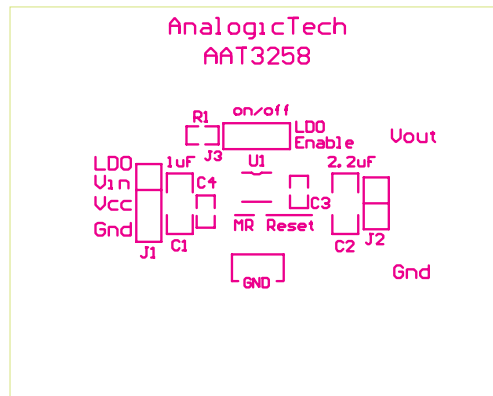 AnalogicTech
AAT3258
on/off
R1
LDO
Enable
J3
Vout
LDO
1uF
U1
2.2uF
Vin
C4
Vcc
C3
Gnd
MR
Reset
J1
C1
C2
J2
Gnd
GND